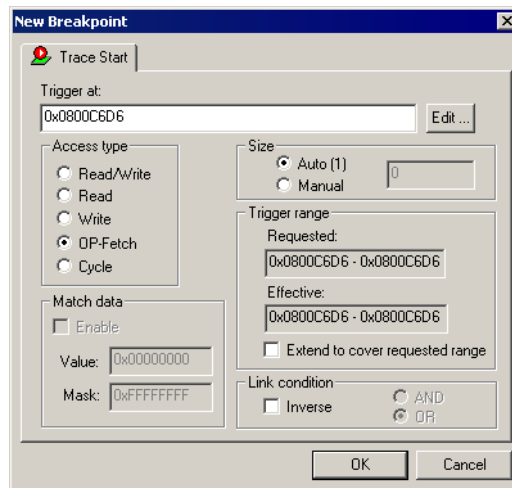 New Breakpoint
Trace Start
Trigger at:
0x0800C6D6
Edit ...
Access type
Read/Write
Read
Write
OP-Fetch
Cycle
Size
Auto (1)
0
Manual
Trigger range
Requested:
0x0800C6D6 - 0x0800C6D6
Effective:
0x0800C6D6 - 0x0800C6D6
Extend to cover requested range
Match data
Enable
Value: 0x00000000
Mask: 0xFFFFFFFF
Link condition
Inverse
AND
OR
OK
Cancel